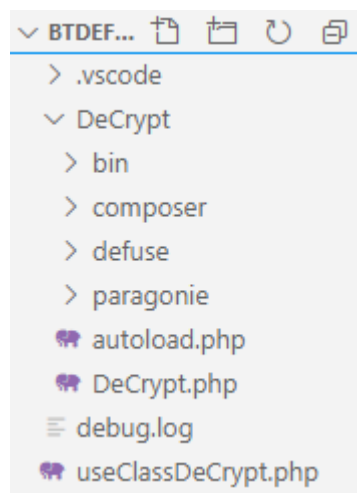 BTDEF...
.vscode
DeCrypt
bin
composer
defuse
paragonie
autoload.php
DeCrypt.php
debug.log
useClassDeCrypt.php